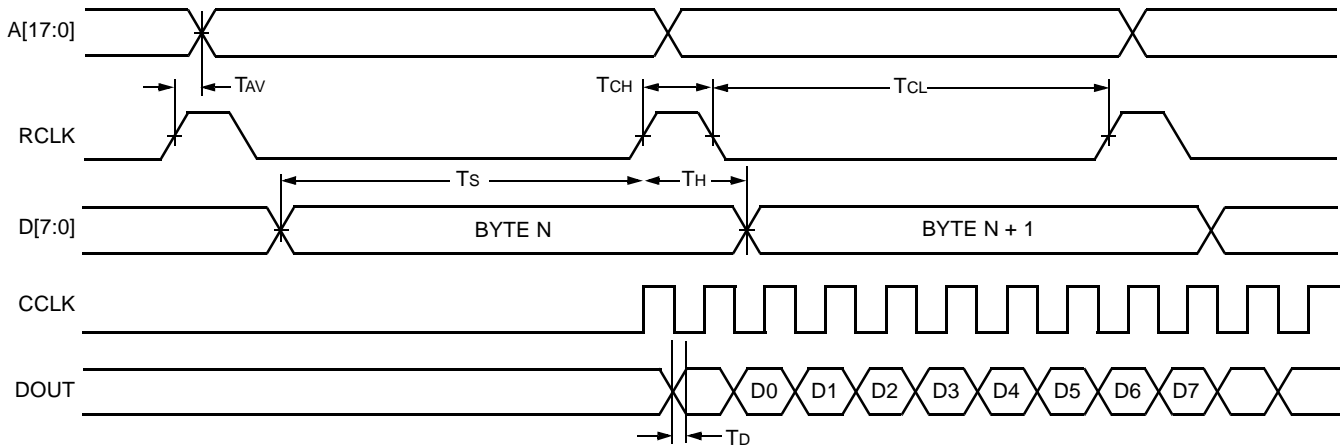 A[17:0]
TAV
TCH
TCL
RCLK
TS
TH
D[7:0]
BYTE N
BYTE N + 1
CCLK
DOUT
D0 D1 D2 D3 D4 D5 D6 D7
TD